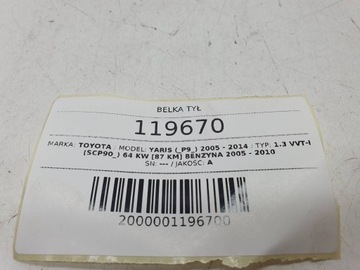 BELKA TYŁ
119670
MARKA: TOYOTA / MODEL: YARIS (_P9_) 2005 - 2014 / TYP: 1.3 VVT-I
(SCP90_) 64 KW [87 KM] BENZYNA 2005 - 2010
SN: --- / JAKOŚĆ: A
2000001196700